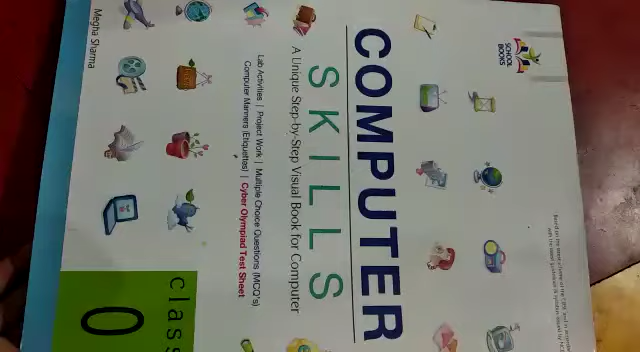 SCHOOL
BOOKS
COMPUTER
SKILLS
A Unique Step-by-Step Visual Book for Computer
Lab Activities | Project Work | Multiple Choice Questions (MCQ's)
Computer Manners (Etiquettes) | Cyber Olympiad Test Sheet
class
0
Megha Sharma